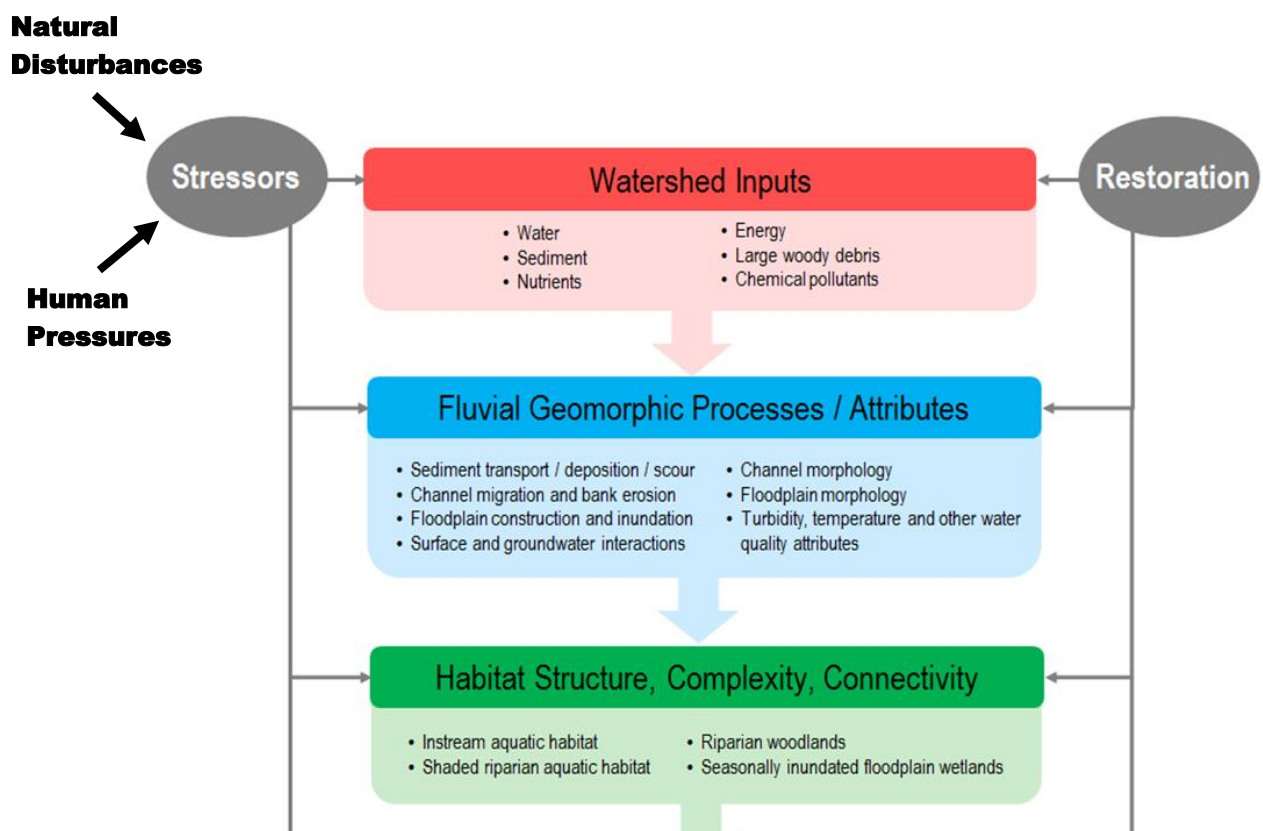 Natural
Disturbances
Stressors
Human
Pressures
Restoration
Watershed Inputs
• Water
• Sediment
• Nutrients
• Energy
• Large woody debris
• Chemical pollutants
Fluvial Geomorphic Processes / Attributes
• Sediment transport / deposition / scour
• Channel migration and bank erosion
• Floodplain construction and inundation
• Surface and groundwater interactions
• Channel morphology
• Floodplain morphology
• Turbidity, temperature and other water
quality attributes
Habitat Structure, Complexity, Connectivity
• Instream aquatic habitat
• Shaded riparian aquatic habitat
• Riparian woodlands
• Seasonally inundated floodplain wetlands